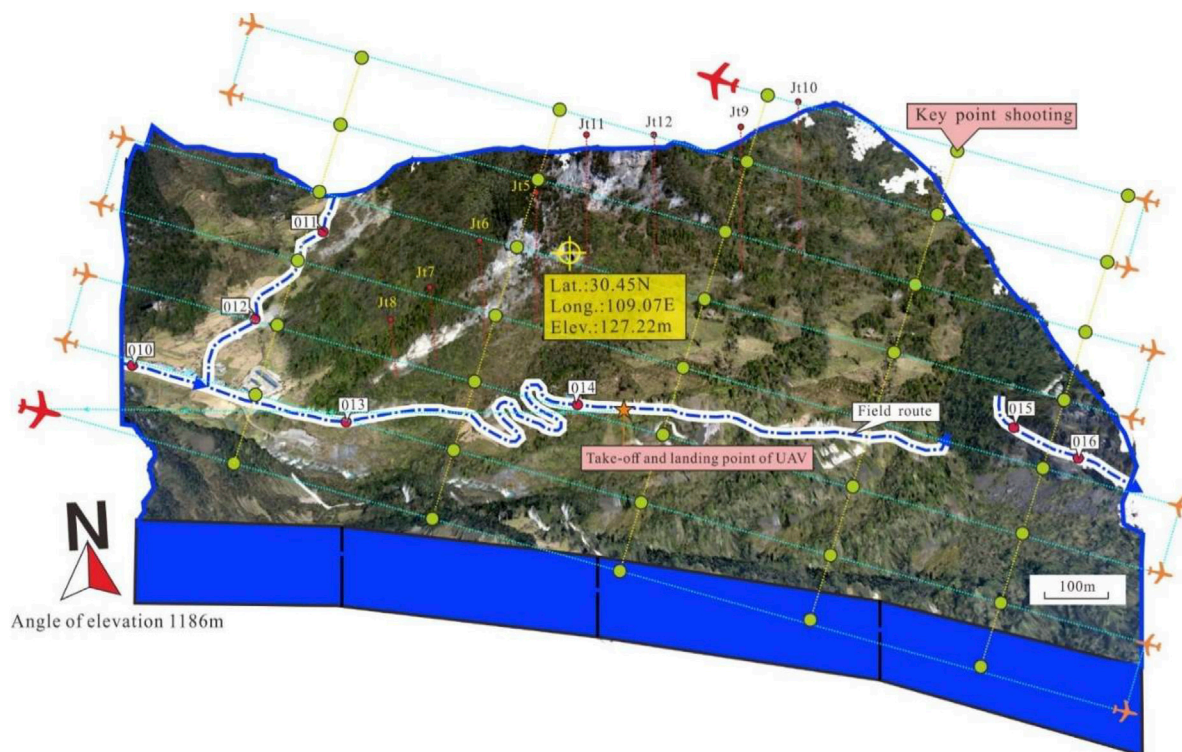 Jt10
Key point shooting
Jt9
Jt11
Jt12
Jt5
011
Jt6
Lat.:30.45N
Long.:109.07E
Elev.:127.22m
Jt7
012
Jt8
010
014
013
Field route
015
Take-off and landing point of UAV
016
N
100m
Angle of elevation 1186m